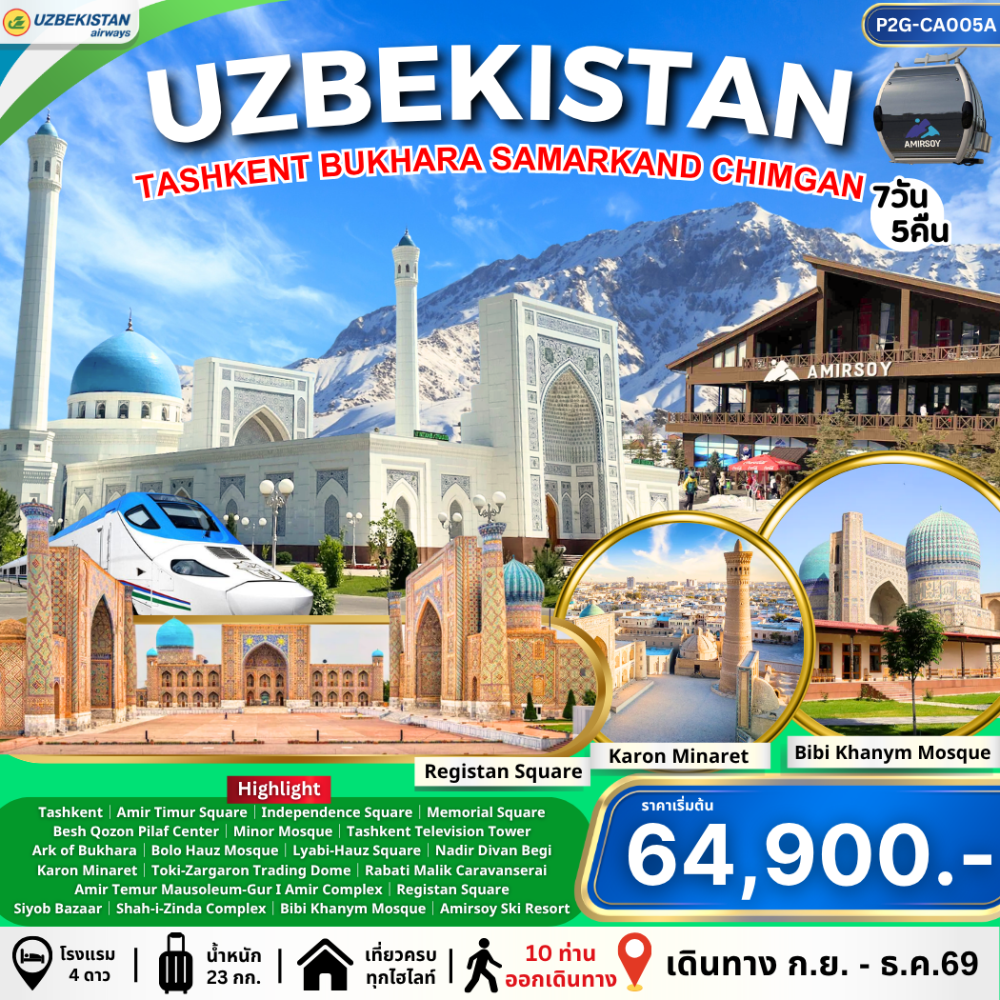 UZBEKISTAN
airways
P2G-CA005A
UZBEKISTAN
AMIRSOY
TASHKENT BUKHARA SAMARKAND CHIMGAN
7วัน
5คืน
AMIRSOY
Registan Square
Karon Minaret
Bibi Khanym Mosque
Highlight
Tashkent | Amir Timur Square | Independence Square | Memorial Square
Besh Qozon Pilaf Center | Minor Mosque | Tashkent Television Tower
Ark of Bukhara | Bolo Hauz Mosque | Lyabi-Hauz Square | Nadir Divan Begi
Karon Minaret | Toki-Zargaron Trading Dome | Rabati Malik Caravanserai
Amir Temur Mausoleum-Gur I Amir Complex | Registan Square
Siyob Bazaar | Shah-i-Zinda Complex | Bibi Khanym Mosque | Amirsoy Ski Resort
ราคาเริ่มต้น
64,900.-
โรงแรม
4 ดาว
น้ำหนัก
23 กก.
เที่ยวครบ
ทุกไฮไลท์
10 ท่าน
ออกเดินทาง
เดินทาง ก.ย. - ธ.ค.69